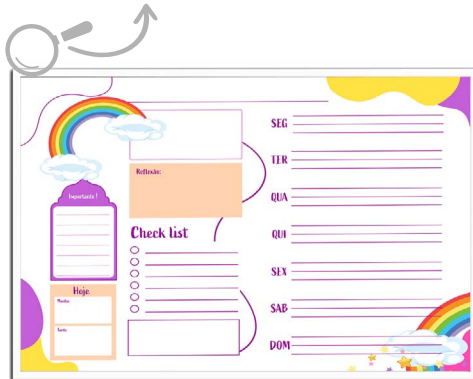 Importante!
Hoje
Manhã:
Tarde:
Reflexão:
Check list
SEG
TER
QUA
QUI
SEX
SAB
DOM